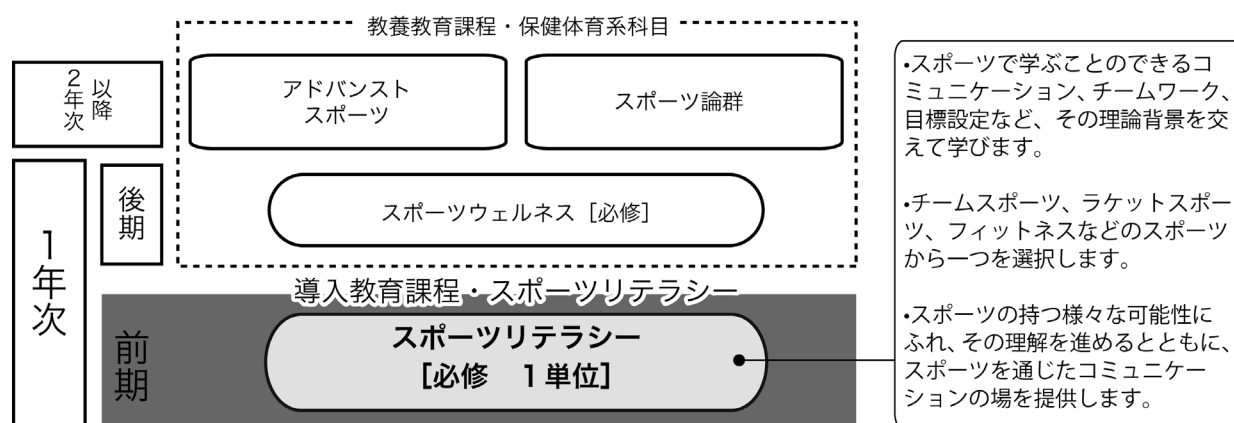 教養教育課程・保健体育系科目
２年次
以降
アドバンスト
スポーツ
スポーツ論群
後期
スポーツウェルネス［必修］
１年次
導入教育課程・スポーツリテラシー
前期
スポーツリテラシー
［必修　１単位］
•スポーツで学ぶことのできるコ
ミュニケーション、チームワーク、
目標設定など、その理論背景を交
えて学びます。
•チームスポーツ、ラケットスポー
ツ、フィットネスなどのスポーツ
から一つを選択します。
•スポーツの持つ様々な可能性に
ふれ、その理解を進めるとともに、
スポーツを通じたコミュニケー
ションの場を提供します。